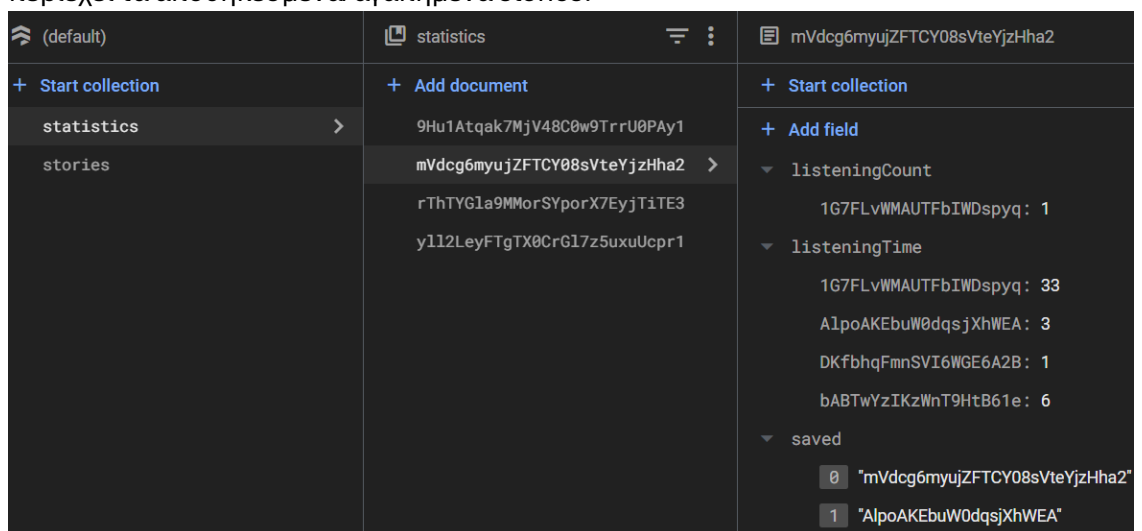 (default)
+ Start collection
statistics
stories
statistics
+ Add document
9Hu1Atqak7MjV48C0w9TrrU0PAy1
mVdcg6myujZFTCY08sVteYjzHha2
rThTYGla9MMorSYporX7EyjTiTE3
yll2LeyFTgTX0CrGl7z5uxuUcpr1
mVdcg6myujZFTCY08sVteYjzHha2
+ Start collection
+ Add field
listeningCount
1G7FLvWMAUTFbIWDspyq: 1
listeningTime
1G7FLvWMAUTFbIWDspyq: 33
AlpoAKEbuW0dqsjXhWEA: 3
DKfbhqFmnSVI6WGE6A2B: 1
bABTwYzIKzWnT9HtB61e: 6
saved
0 "mVdcg6myujZFTCY08sVteYjzHha2"
1 "AlpoAKEbuW0dqsjXhWEA"